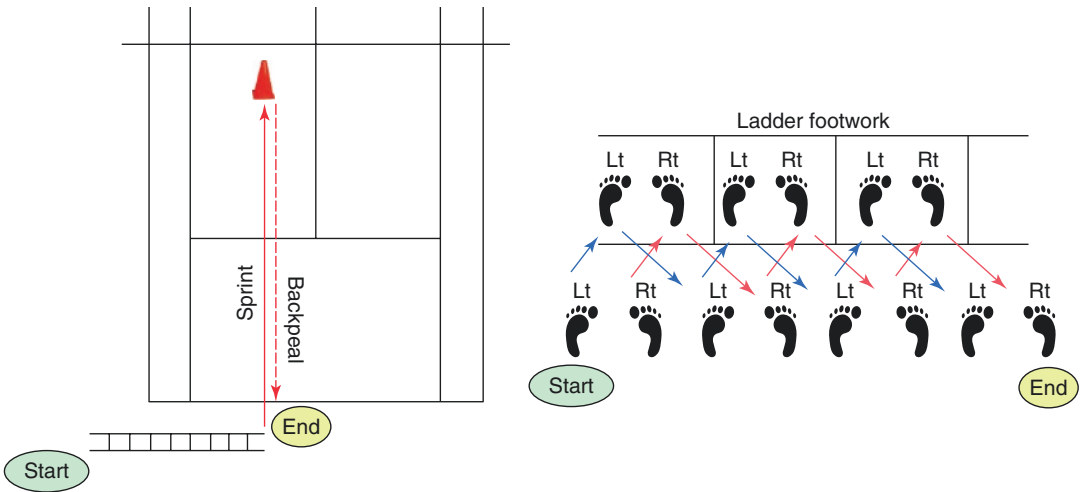 Sprint
Backpeal
End
Start
Ladder footwork
Lt Rt Lt Rt Lt Rt
Lt Rt Lt Rt Lt Rt Lt Rt
Start
End